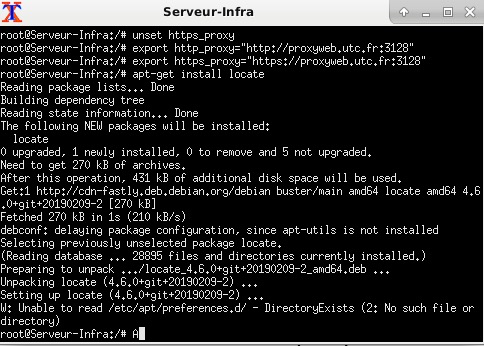 Serveur-Infra
root@Serveur-Infra:/# unset https_proxy
root@Serveur-Infra:/# export http_proxy="http://proxyweb.utc.fr:3128"
root@Serveur-Infra:/# export https_proxy="http://proxyweb.utc.fr:3128"
root@Serveur-Infra:/# apt-get install locate
Reading package lists... Done
Building dependency tree
Reading state information... Done
The following NEW packages will be installed:
  locate
0 upgraded, 1 newly installed, 0 to remove and 5 not upgraded.
Need to get 270 kB of archives.
After this operation, 431 kB of additional disk space will be used.
Get:1 http://cdn-fastly.deb.debian.org/debian buster/main amd64 locate amd64 4.6
.0+git+20190209-2 [270 kB]
Fetched 270 kB in 1s (210 kB/s)
debconf: delaying package configuration, since apt-utils is not installed
Selecting previously unselected package locate.
(Reading database ... 28895 files and directories currently installed.)
Preparing to unpack .../locate_4.6.0+git+20190209-2_amd64.deb ...
Unpacking locate (4.6.0+git+20190209-2) ...
Setting up locate (4.6.0+git+20190209-2) ...
W: Unable to read /etc/apt/preferences.d/ - DirectoryExists (2: No such file or
directory)
root@Serveur-Infra:/# A